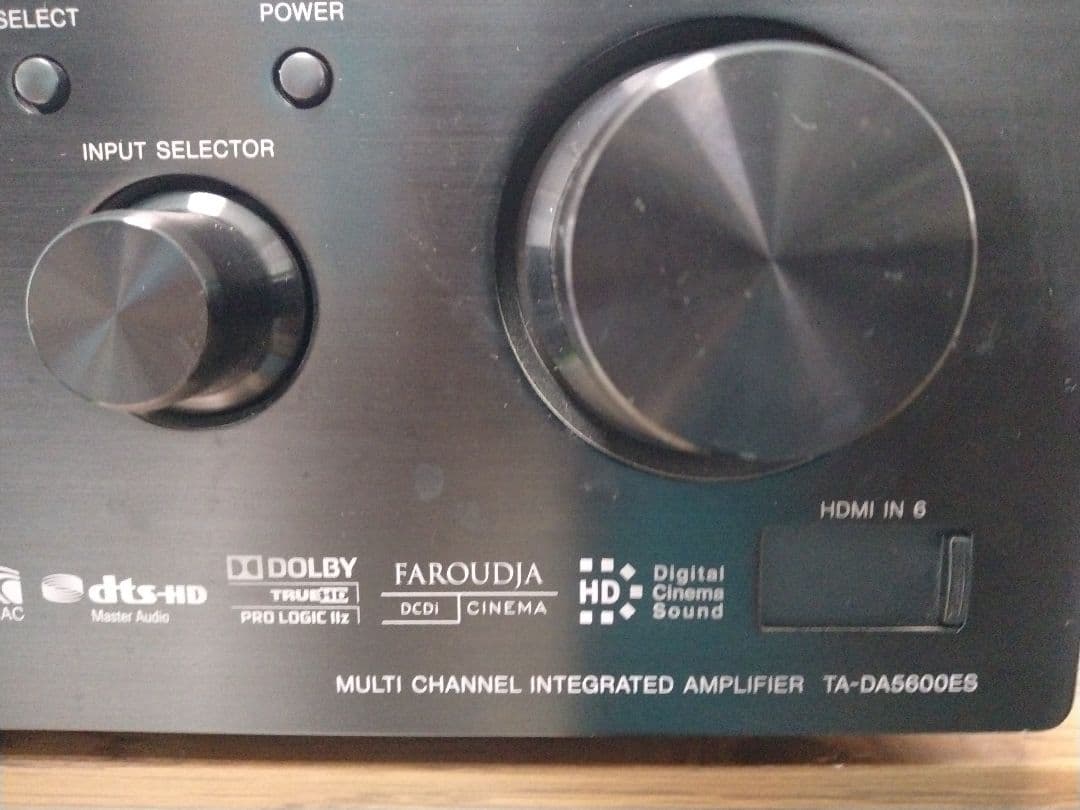 SELECT
POWER
INPUT SELECTOR
HDMI IN 6
AAC
dts-HD
Master Audio
DOLBY
TRUEHD
PRO LOGIC IIz
FAROUDJA
DCDi CINEMA
HD Digital
Cinema
Sound
MULTI CHANNEL INTEGRATED AMPLIFIER TA-DA5600ES